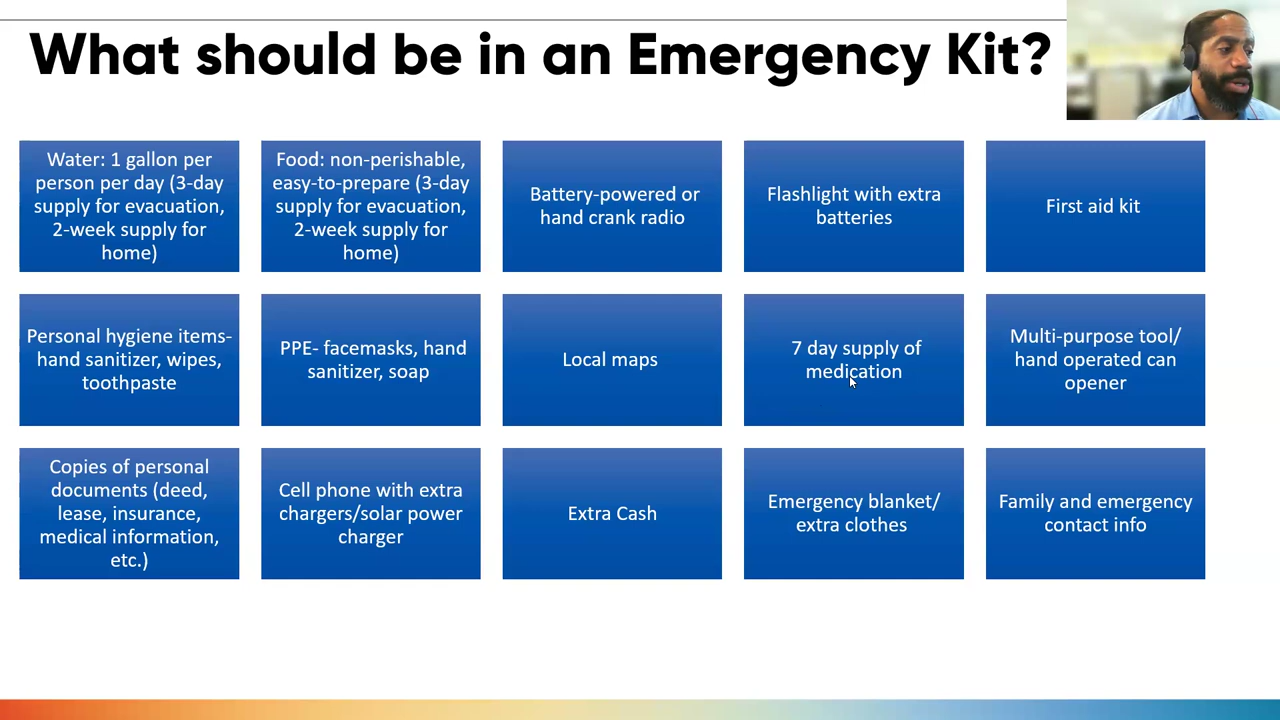 What should be in an Emergency Kit?
Water: 1 gallon per
person per day (3-day
supply for evacuation,
2-week supply for
home)
Food: non-perishable,
easy-to-prepare (3-day
supply for evacuation,
2-week supply for
home)
Battery-powered or
hand crank radio
Flashlight with extra
batteries
First aid kit
Personal hygiene items-
hand sanitizer, wipes,
toothpaste
PPE- facemasks, hand
sanitizer, soap
Local maps
7 day supply of
medication
Multi-purpose tool/
hand operated can
opener
Copies of personal
documents (deed,
lease, insurance,
medical information,
etc.)
Cell phone with extra
chargers/solar power
charger
Extra Cash
Emergency blanket/
extra clothes
Family and emergency
contact info